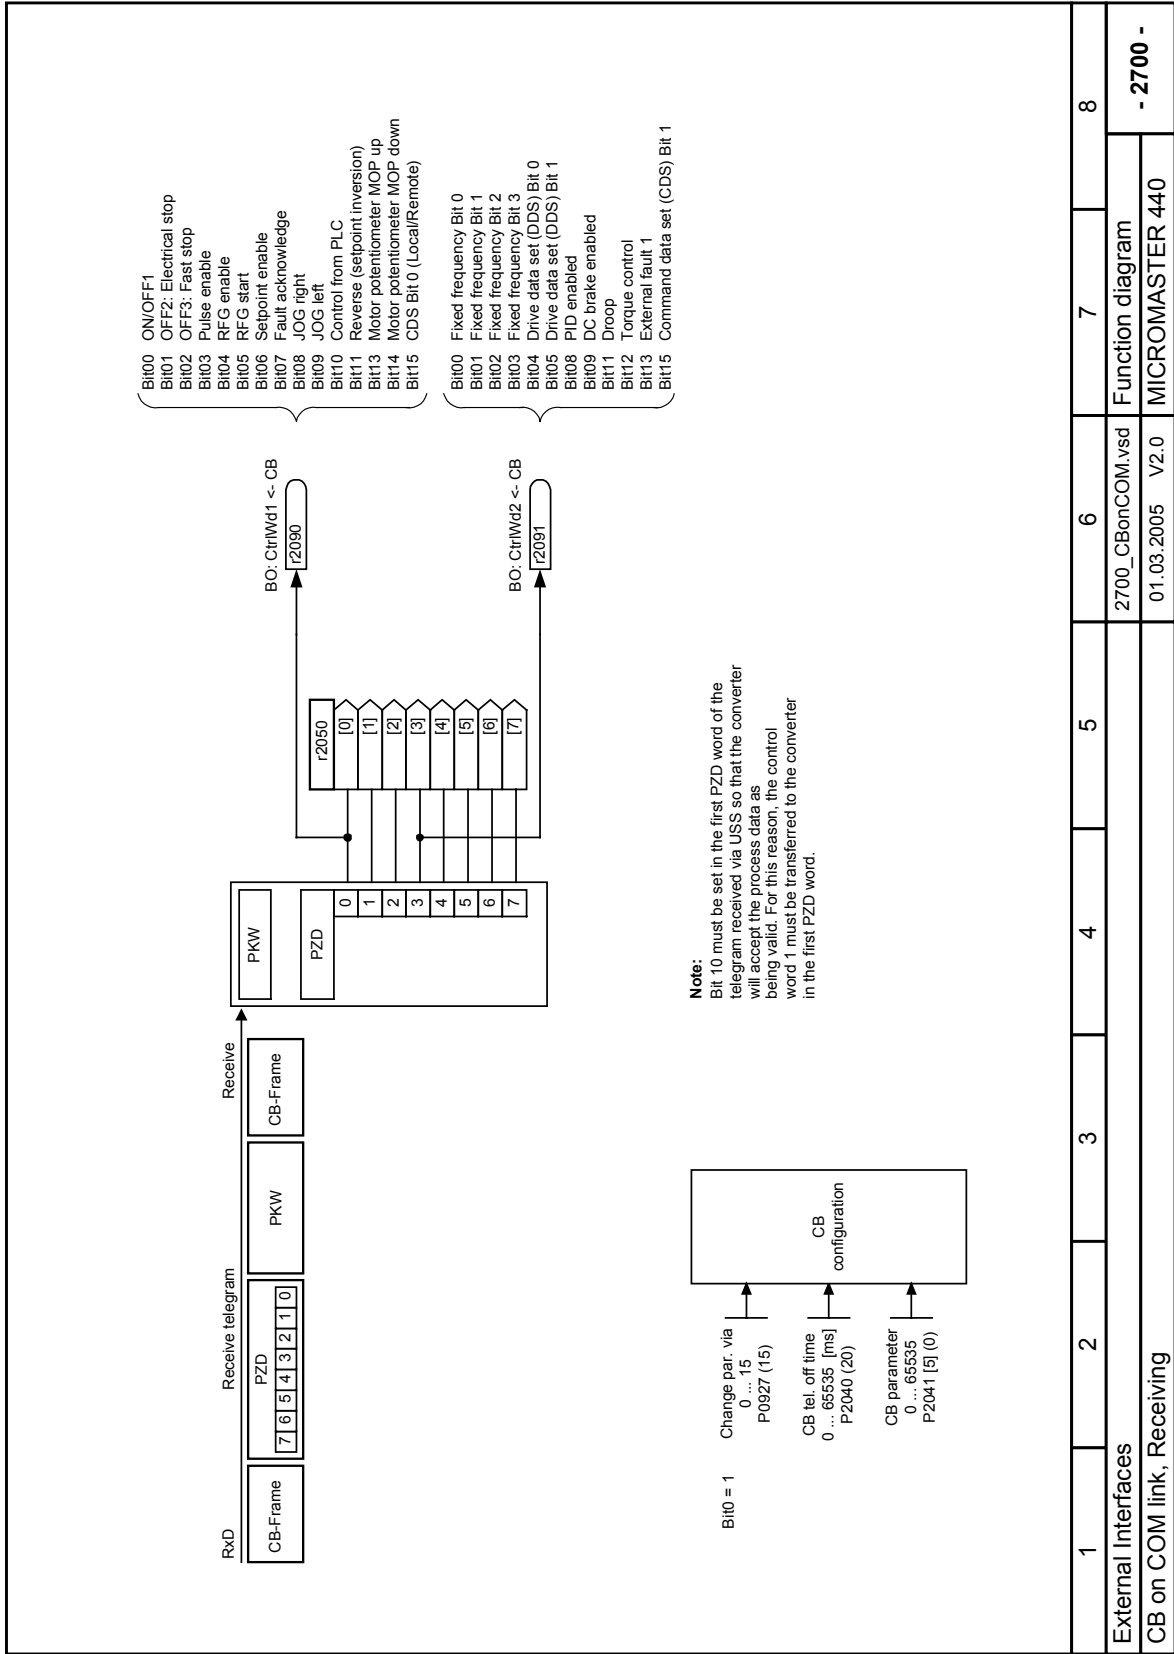 RxD
Receive telegram
Receive
CB-Frame
PZD
7 6 5 4 3 2 1 0
PKW
CB-Frame
PKW
PZD
0
1
2
3
4
5
6
7
r2050
[0]
[1]
[2]
[3]
[4]
[5]
[6]
[7]
BO: CtrlWd1 <- CB
r2090
BO: CtrlWd2 <- CB
r2091
Bit00 ON/OFF1
Bit01 OFF2: Electrical stop
Bit02 OFF3: Fast stop
Bit03 Pulse enable
Bit04 RFG enable
Bit05 RFG start
Bit06 Setpoint enable
Bit07 Fault acknowledge
Bit08 JOG right
Bit09 JOG left
Bit10 Control from PLC
Bit11 Reverse (setpoint inversion)
Bit13 Motor potentiometer MOP up
Bit14 Motor potentiometer MOP down
Bit15 CDS Bit 0 (Local/Remote)
Bit00 Fixed frequency Bit 0
Bit01 Fixed frequency Bit 1
Bit02 Fixed frequency Bit 2
Bit03 Fixed frequency Bit 3
Bit04 Drive data set (DDS) Bit 0
Bit05 Drive data set (DDS) Bit 1
Bit08 PID enabled
Bit09 DC brake enabled
Bit11 Droop
Bit12 Torque control
Bit13 External fault 1
Bit15 Command data set (CDS) Bit 1
Bit0 = 1
Change par. via
0 ... 15
P0927 (15)
CB tel. off time
0 ... 65535 [ms]
P2040 (20)
CB parameter
0 ... 65535
P2041 [5] (0)
CB
configuration
Note:
Bit 10 must be set in the first PZD word of the
telegram received via USS so that the converter
will accept the process data as
being valid. For this reason, the control
word 1 must be transferred to the converter
in the first PZD word.
1 2 3 4 5 6 7 8
External Interfaces
2700_CBonCOM.vsd
Function diagram
- 2700 -
CB on COM link, Receiving
01.03.2005 V2.0
MICROMASTER 440